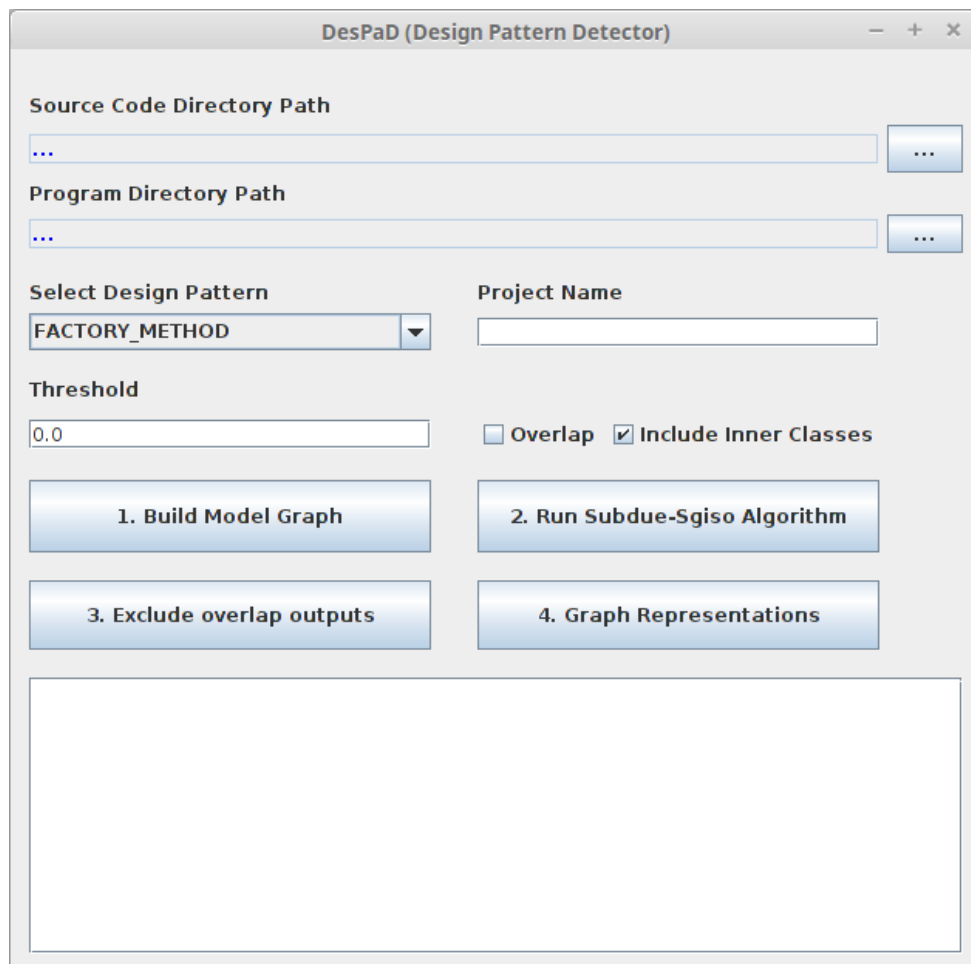 DesPaD (Design Pattern Detector)
Source Code Directory Path
... ...
Program Directory Path
... ...
Select Design Pattern Project Name
FACTORY_METHOD
Threshold
0.0 Overlap Include Inner Classes
1. Build Model Graph 2. Run Subdue-Sgiso Algorithm
3. Exclude overlap outputs 4. Graph Representations